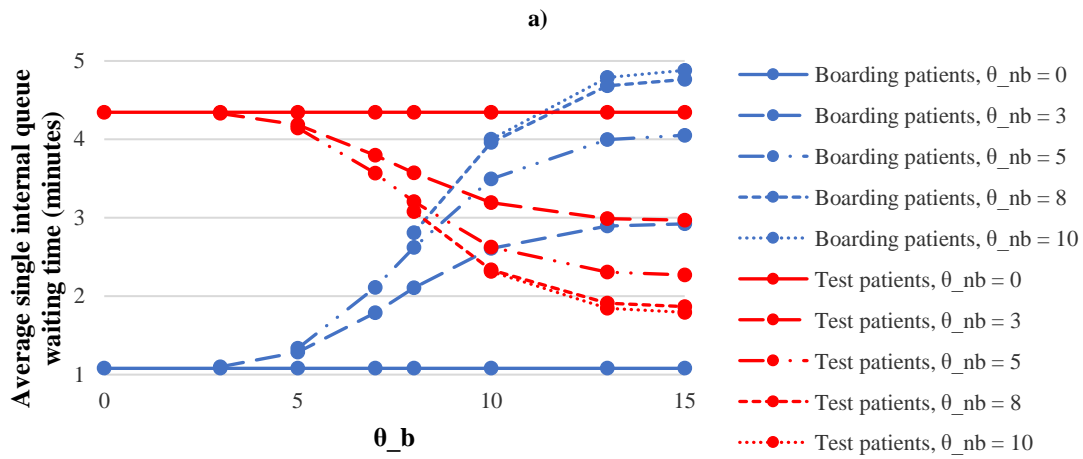 a)
Average single internal queue
waiting time (minutes)
5
4
3
2
1
0
5
10
15
θ_b
Boarding patients, θ_nb = 0
Boarding patients, θ_nb = 3
Boarding patients, θ_nb = 5
Boarding patients, θ_nb = 8
Boarding patients, θ_nb = 10
Test patients, θ_nb = 0
Test patients, θ_nb = 3
Test patients, θ_nb = 5
Test patients, θ_nb = 8
Test patients, θ_nb = 10